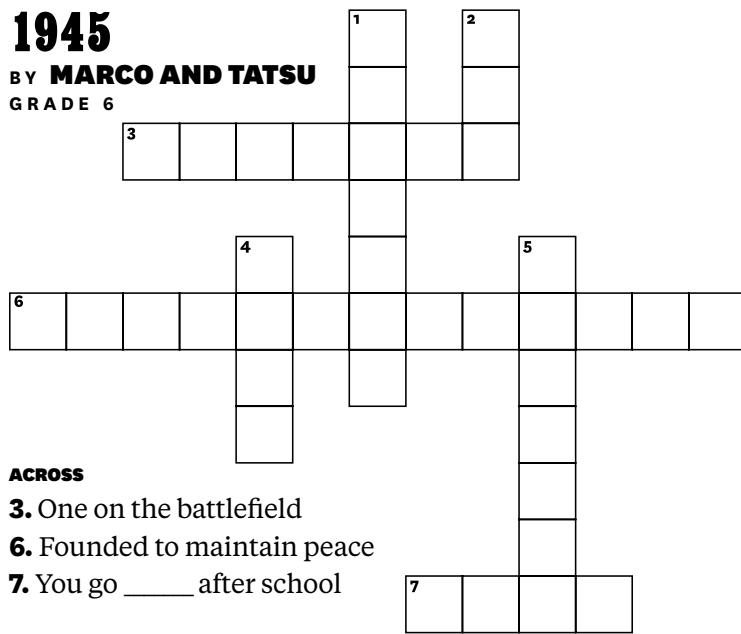 1945
BY MARCO AND TATSU
GRADE 6
1
2
3
4
5
6
ACROSS
3. One on the battlefield
6. Founded to maintain peace
7. You go _____ after school
7